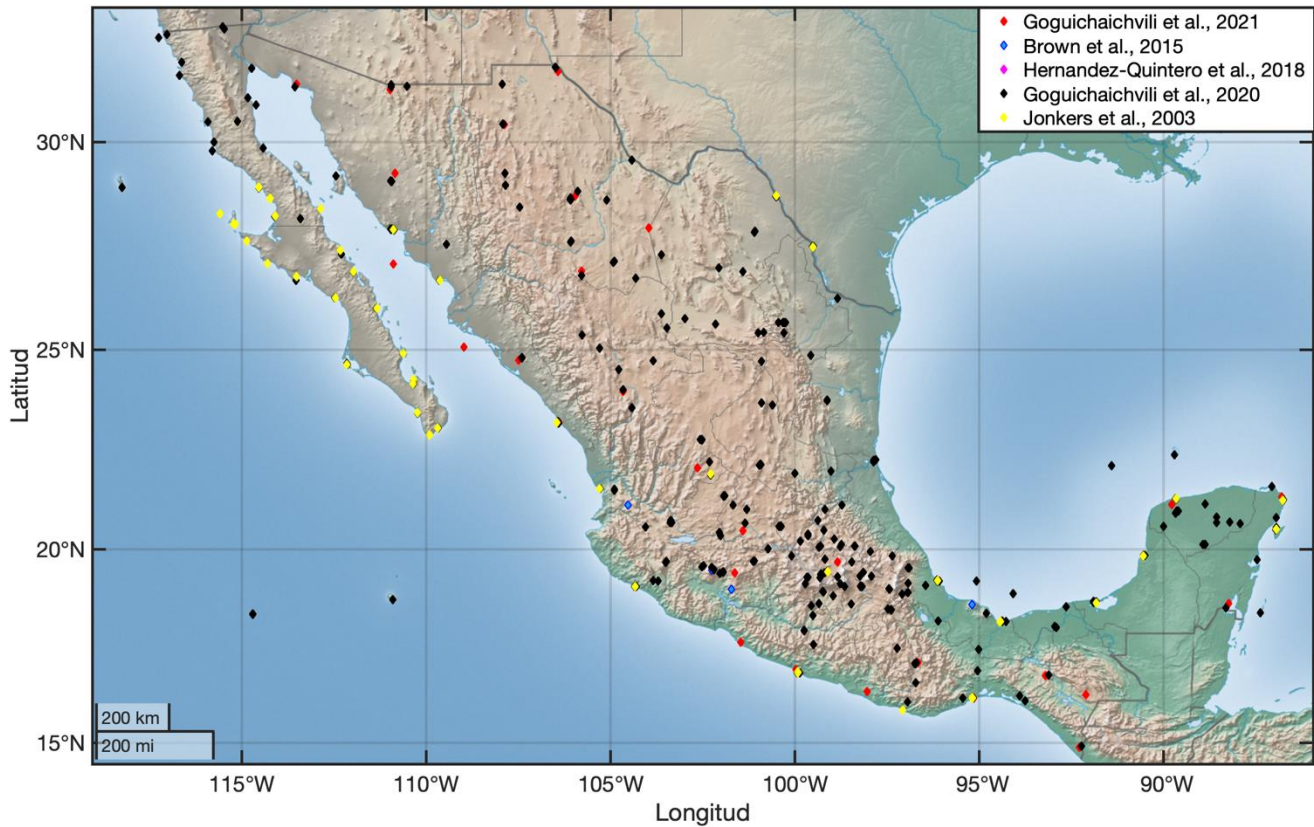 Goguichaichvili et al., 2021
Brown et al., 2015
Hernandez-Quintero et al., 2018
Goguichaichvili et al., 2020
Jonkers et al., 2003
30°N
25°N
20°N
15°N
Latitud
200 km
200 mi
115°W 110°W 105°W 100°W 95°W 90°W
Longitud